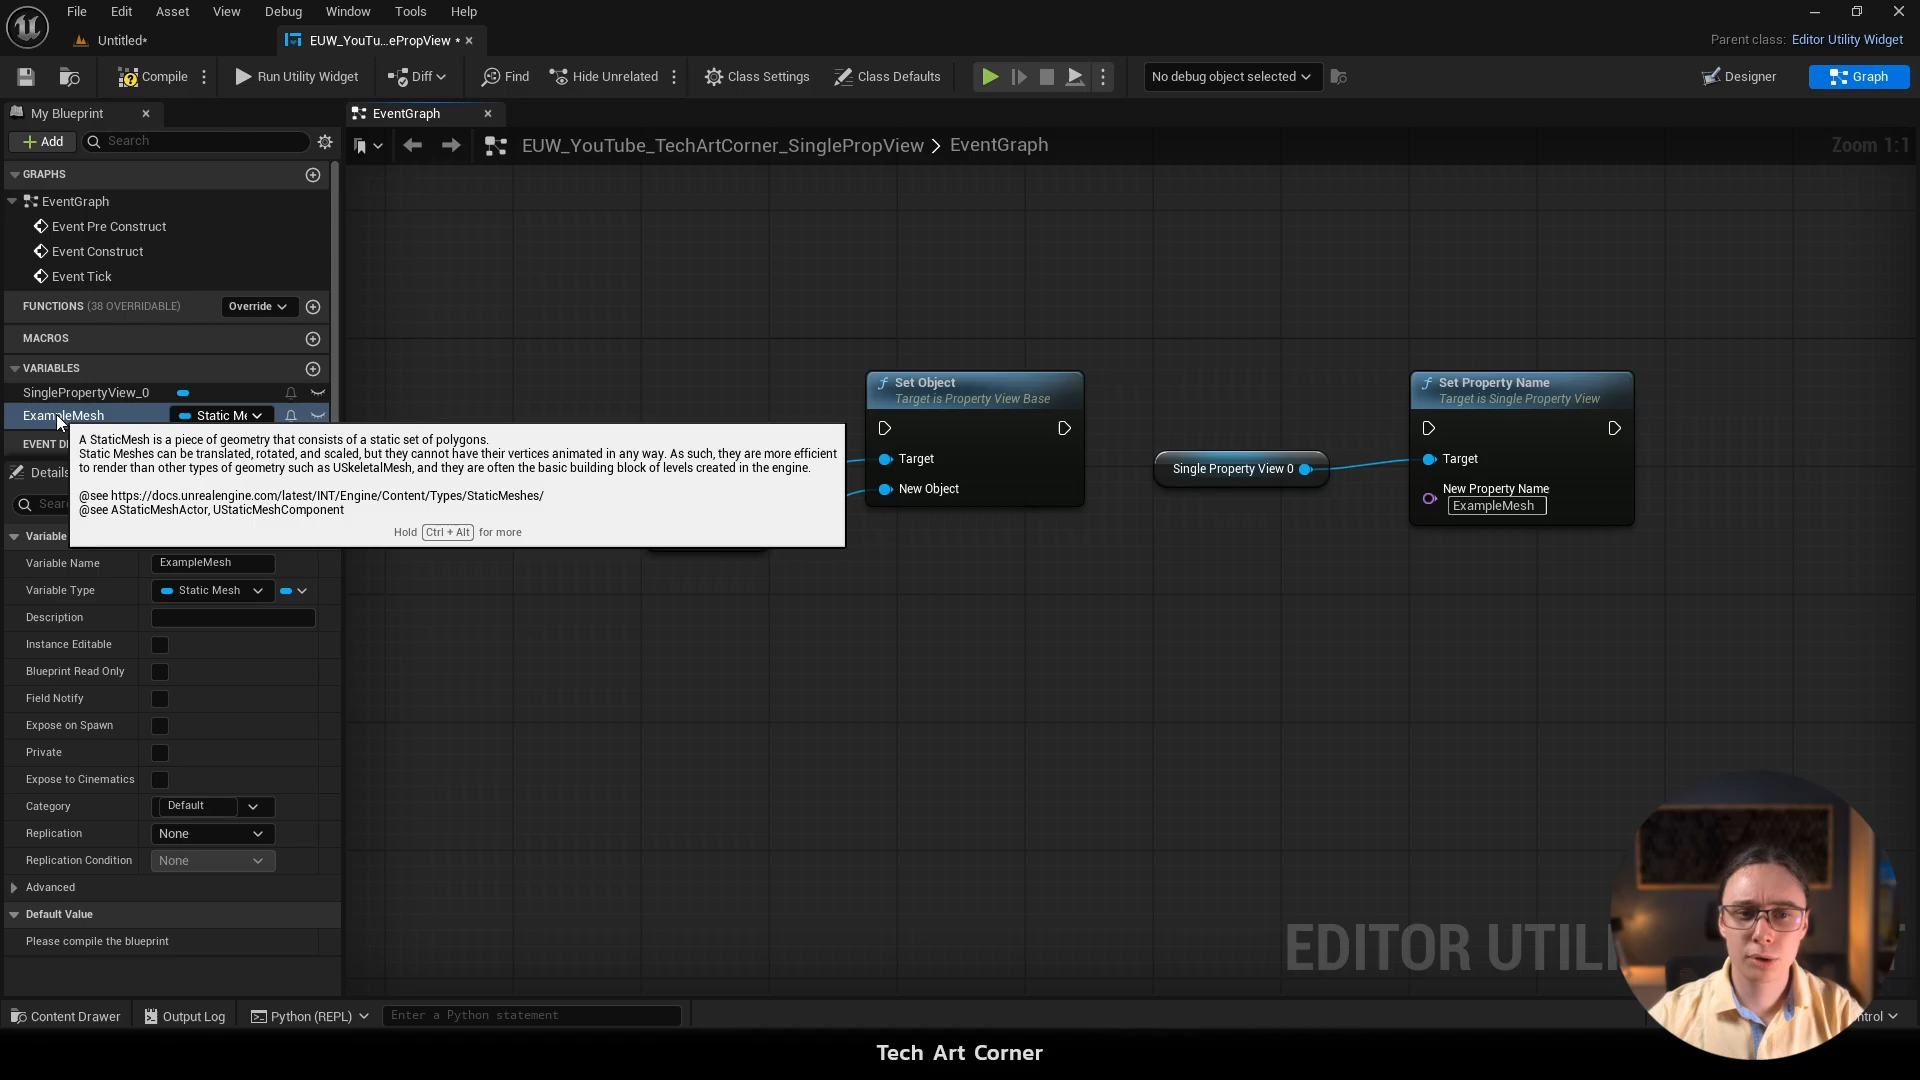 File Edit Asset View Debug Window Tools Help
Untitled*
EUW_YouTu...ePropView *
Parent class: Editor Utility Widget
Compile
Run Utility Widget
Diff
Find
Hide Unrelated
Class Settings
Class Defaults
No debug object selected
Designer
Graph
My Blueprint
EventGraph
Add
Search
EUW_YouTube_TechArtCorner_SinglePropView > EventGraph
Zoom 1:1
GRAPHS
EventGraph
Event Pre Construct
Event Construct
Event Tick
FUNCTIONS (38 OVERRIDABLE)
Override
MACROS
VARIABLES
SinglePropertyView_0
ExampleMesh
Static Me
EVENT DI
A StaticMesh is a piece of geometry that consists of a static set of polygons.
Static Meshes can be translated, rotated, and scaled, but they cannot have their vertices animated in any way. As such, they are more efficient
to render than other types of geometry such as USkeletalMesh, and they are often the basic building block of levels created in the engine.
@see https://docs.unrealengine.com/latest/INT/Engine/Content/Types/StaticMeshes/
@see AStaticMeshActor, UStaticMeshComponent
Hold Ctrl + Alt for more
Set Object
Target is Property View Base
Target
New Object
Single Property View 0
Set Property Name
Target is Single Property View
Target
New Property Name
ExampleMesh
Details
Sear
Variable
Variable Name
ExampleMesh
Variable Type
Static Mesh
Description
Instance Editable
Blueprint Read Only
Field Notify
Expose on Spawn
Private
Expose to Cinematics
Category
Default
Replication
None
Replication Condition
None
Advanced
Default Value
Please compile the blueprint
EDITOR UTILI
Content Drawer
Output Log
Python (REPL)
Enter a Python statement
ntrol
Tech Art Corner